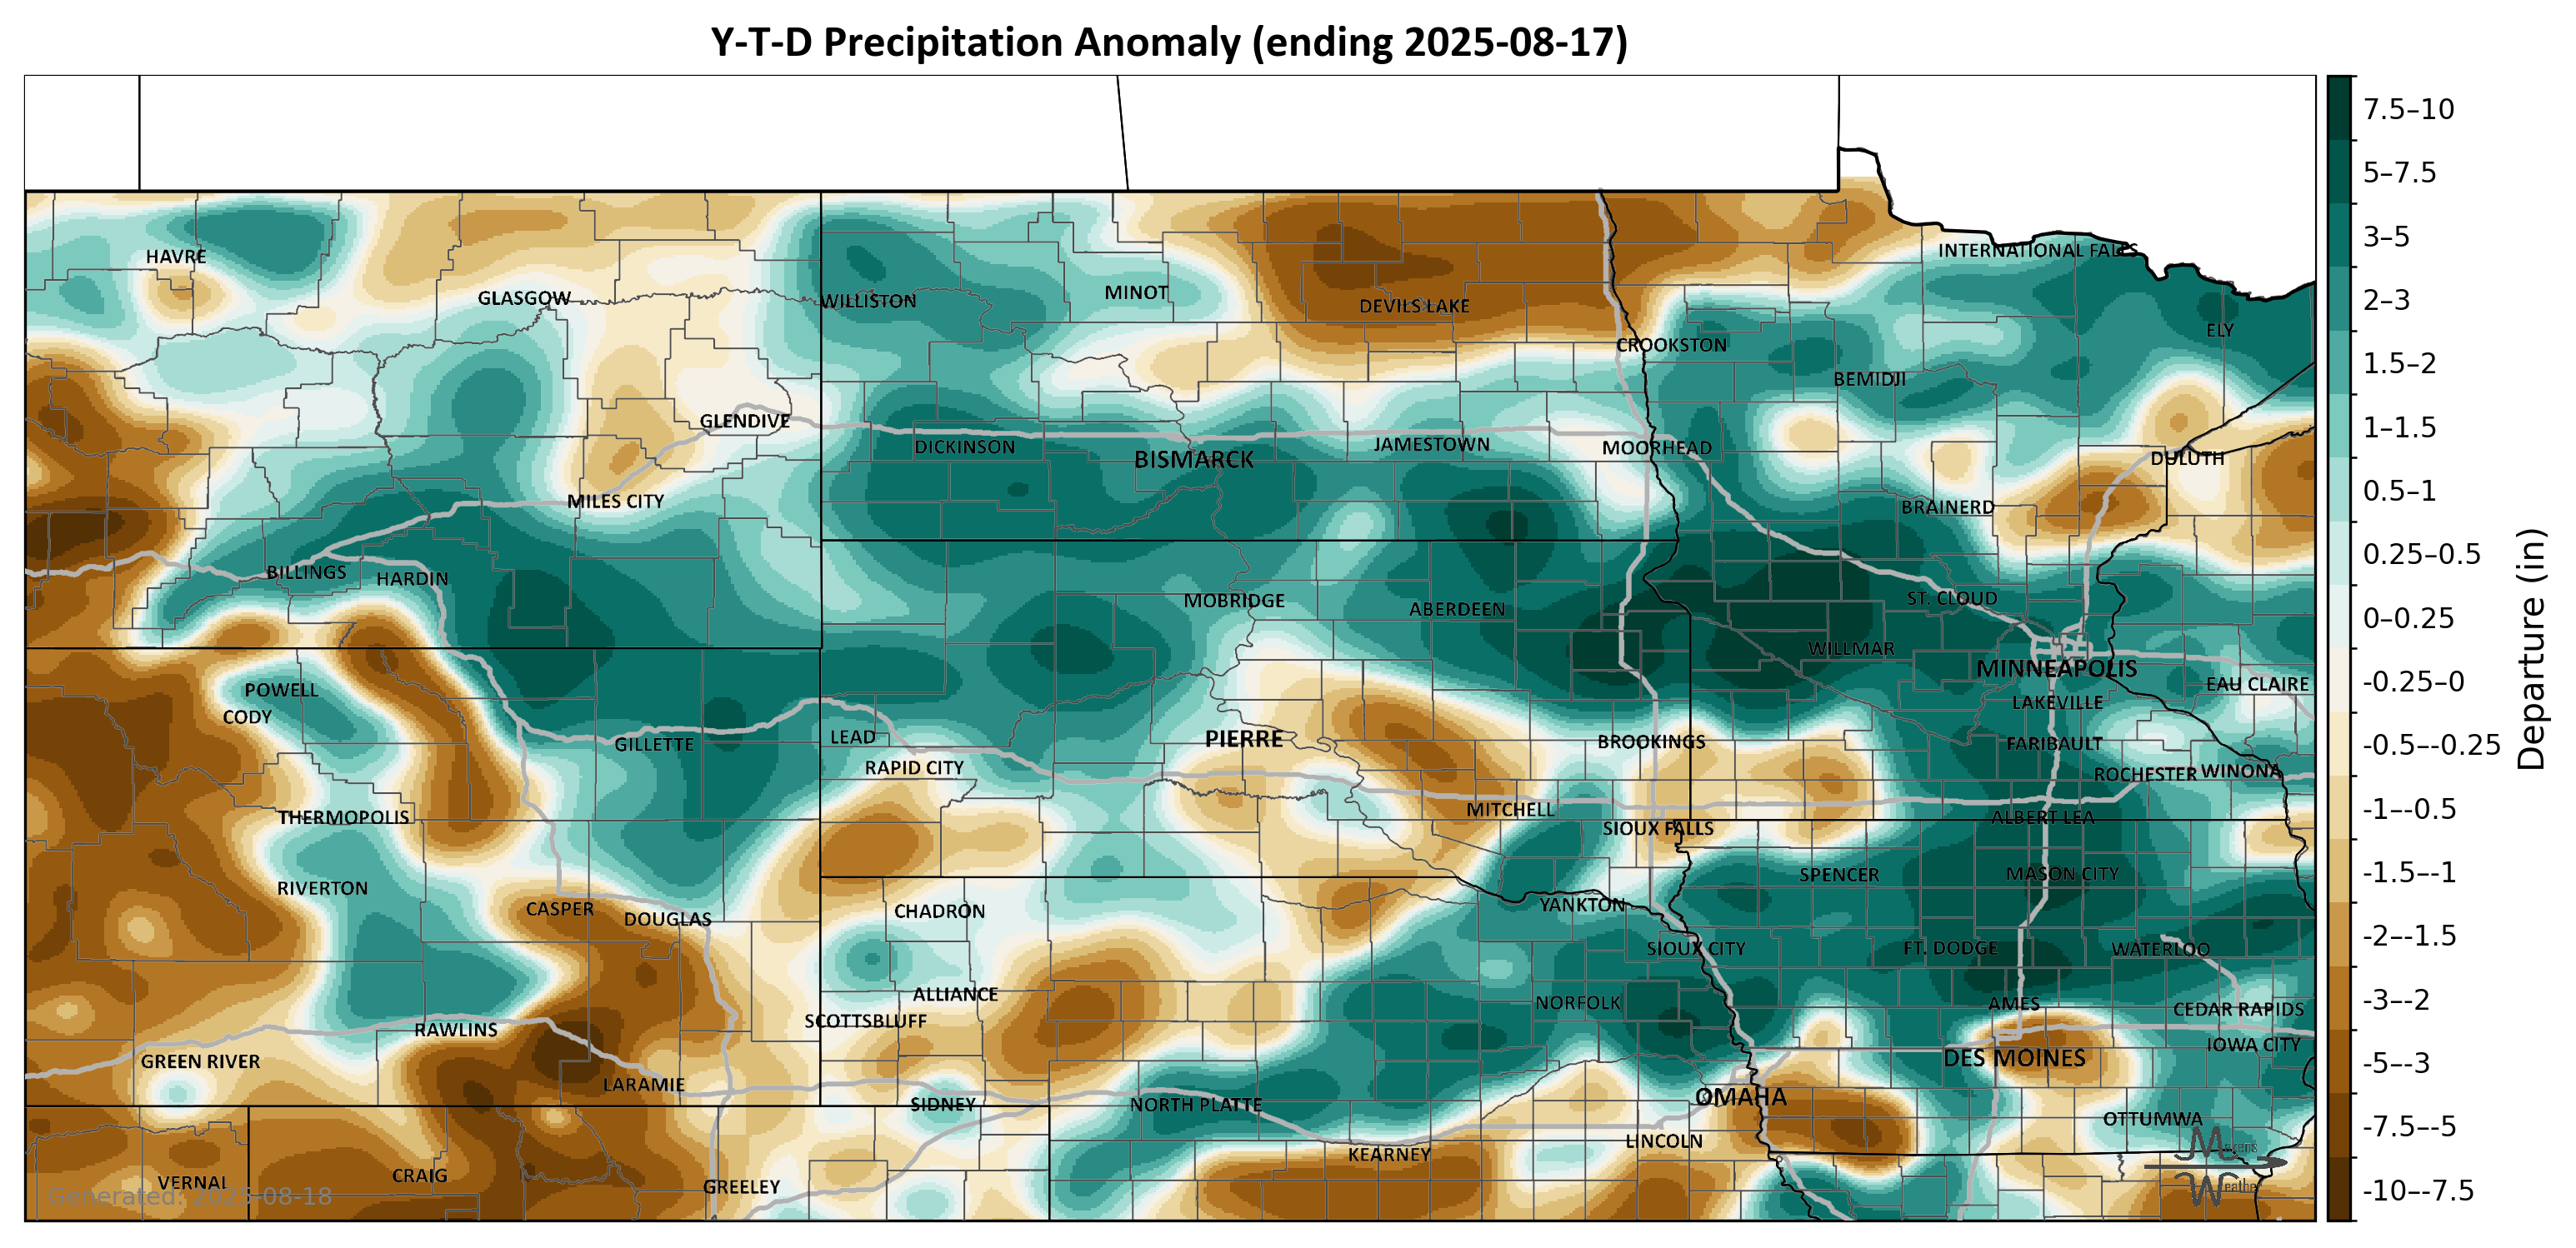 Y-T-D Precipitation Anomaly (ending 2025-08-17)
7.5–10
5–7.5
3–5
2–3
1.5–2
1–1.5
0.5–1
0.25–0.5
0–0.25
-0.25–0
-0.5–-0.25
-1–-0.5
-1.5–-1
-2–-1.5
-3–-2
-5–-3
-7.5–-5
-10–-7.5
Departure (in)
HAVRE
INTERNATIONAL FALLS
GLASGOW
WILLISTON
MINOT
DEVILS LAKE
ELY
CROOKSTON
BEMIDJI
GLENDIVE
DICKINSON
BISMARCK
JAMESTOWN
MOORHEAD
DULUTH
MILES CITY
BRAINERD
BILLINGS
HARDIN
MOBRIDGE
ABERDEEN
ST. CLOUD
WILLMAR
MINNEAPOLIS
POWELL
EAU CLAIRE
CODY
LAKEVILLE
GILLETTE
LEAD
PIERRE
BROOKINGS
FARIBAULT
RAPID CITY
ROCHESTER
WINONA
THERMOPOLIS
MITCHELL
SIOUX FALLS
ALBERT LEA
RIVERTON
SPENCER
MASON CITY
CASPER
DOUGLAS
CHADRON
YANKTON
SIOUX CITY
FT. DODGE
WATERLOO
ALLIANCE
NORFOLK
AMES
CEDAR RAPIDS
SCOTTSBLUFF
RAWLINS
IOWA CITY
GREEN RIVER
DES MOINES
LARAMIE
SIDNEY
NORTH PLATTE
OMAHA
OTTUMWA
LINCOLN
KEARNEY
VERNAL
CRAIG
GREELEY
Generated: 2025-08-18
Mavens
Weather